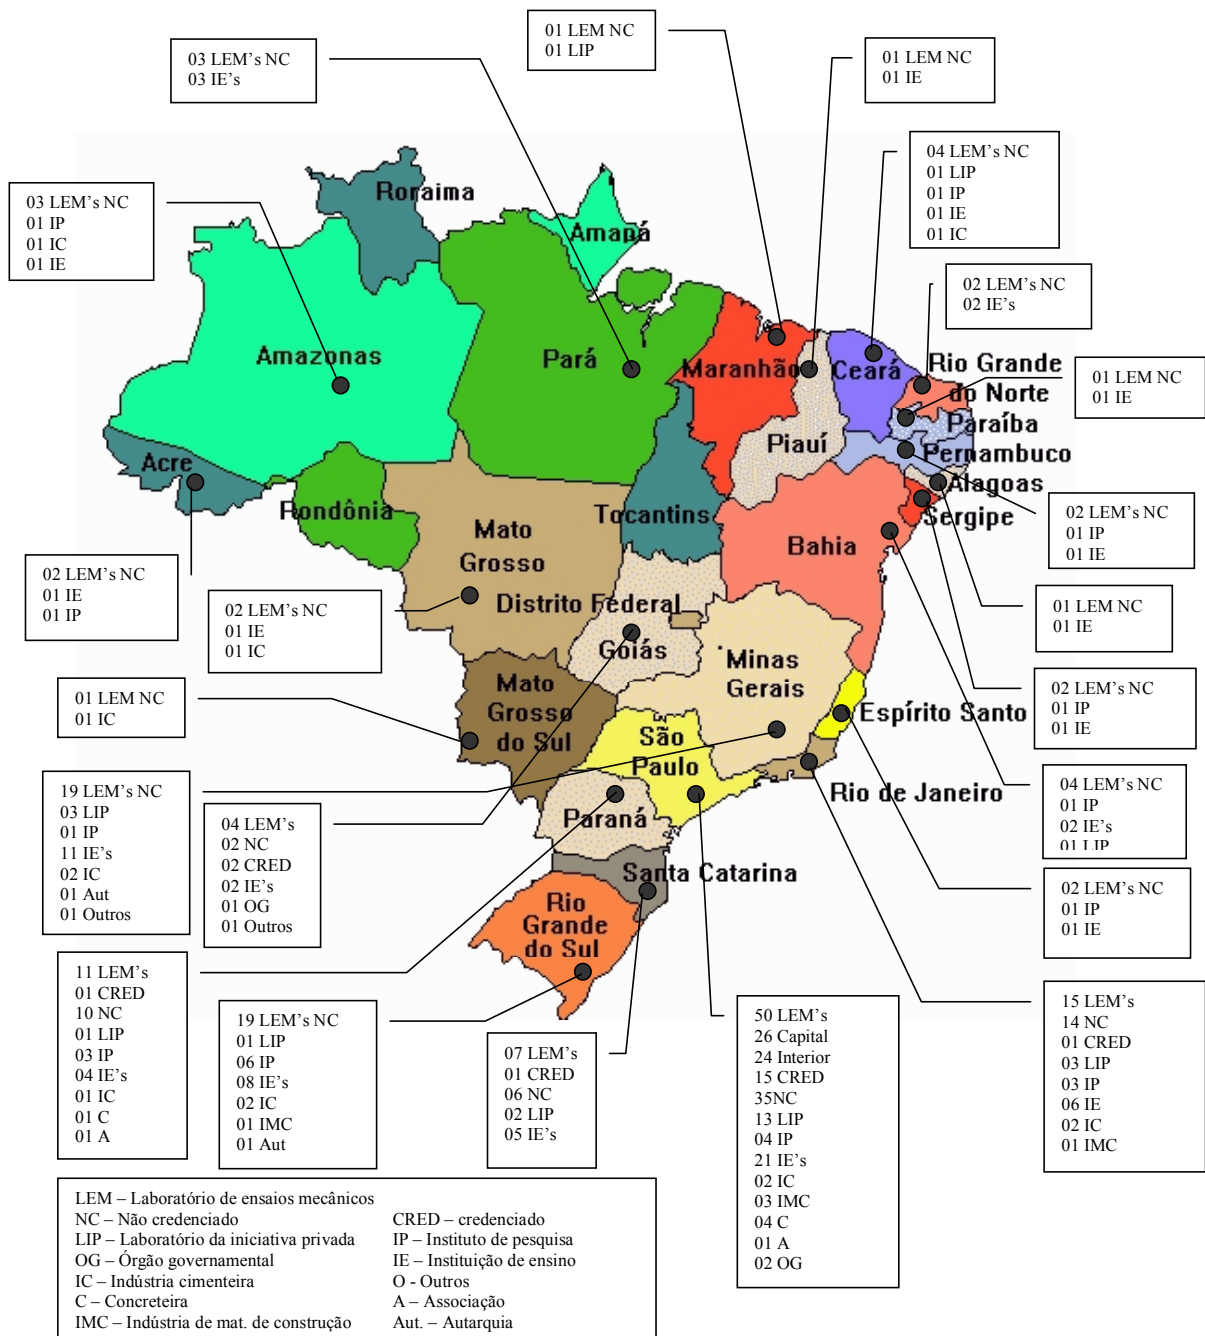 01 LEM NC
01 LIP
03 LEM's NC
03 IE's
01 LEM NC
01 IE
04 LEM's NC
01 LIP
01 IP
01 IE
01 IC
03 LEM's NC
01 IP
01 IC
01 IE
02 LEM's NC
02 IE's
01 LEM NC
01 IE
Roraima
Amapá
Amazonas
Pará
Maranhão
Ceará
Rio Grande
do Norte
Paraíba
Piauí
Pernambuco
Acre
Alagoas
Rondônia
Tocantins
Sergipe
Mato
Grosso
Bahia
Distrito Federal
Goiás
Minas
Gerais
Mato
Grosso
do Sul
Espírito Santo
São
Paulo
Rio de Janeiro
Paraná
Santa Catarina
Rio
Grande
do Sul
02 LEM's NC
01 IP
01 IE
02 LEM's NC
01 IE
01 IP
02 LEM's NC
01 IE
01 IC
01 LEM NC
01 IE
01 LEM NC
01 IC
02 LEM's NC
01 IP
01 IE
19 LEM's NC
03 LIP
01 IP
11 IE's
02 IC
01 Aut
01 Outros
04 LEM's
02 NC
02 CRED
02 IE's
01 OG
01 Outros
04 LEM's NC
01 IP
02 IE's
01 LIP
02 LEM's NC
01 IP
01 IE
11 LEM's
01 CRED
10 NC
01 LIP
03 IP
04 IE's
01 IC
01 C
01 A
19 LEM's NC
01 LIP
06 IP
08 IE's
02 IC
01 IMC
01 Aut
07 LEM's
01 CRED
06 NC
02 LIP
05 IE's
50 LEM's
26 Capital
24 Interior
15 CRED
35NC
13 LIP
04 IP
21 IE's
02 IC
03 IMC
04 C
01 A
02 OG
15 LEM's
14 NC
01 CRED
03 LIP
03 IP
06 IE
02 IC
01 IMC
LEM – Laboratório de ensaios mecânicos
NC – Não credenciado CRED – credenciado
LIP – Laboratório da iniciativa privada IP – Instituto de pesquisa
OG – Órgão governamental IE – Instituição de ensino
IC – Indústria cimenteira O - Outros
C – Concreteira A – Associação
IMC – Indústria de mat. de construção Aut. – Autarquia